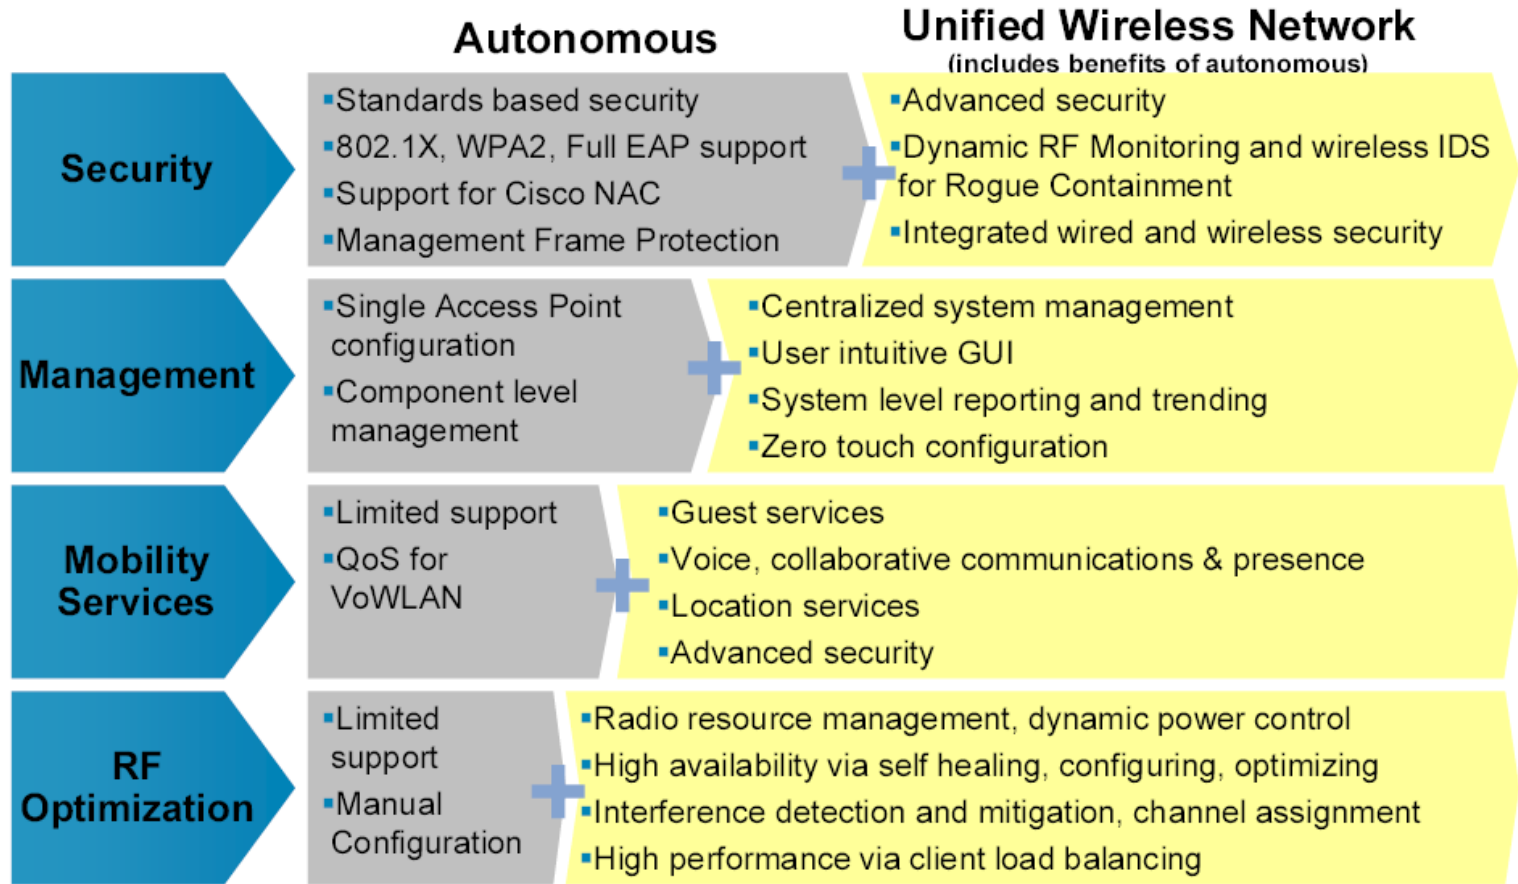 Autonomous
Unified Wireless Network
(includes benefits of autonomous)
Security
▪Standards based security
▪802.1X, WPA2, Full EAP support
▪Support for Cisco NAC
▪Management Frame Protection
▪Advanced security
▪Dynamic RF Monitoring and wireless IDS
for Rogue Containment
▪Integrated wired and wireless security
Management
▪Single Access Point
configuration
▪Component level
management
▪Centralized system management
▪User intuitive GUI
▪System level reporting and trending
▪Zero touch configuration
Mobility
Services
▪Limited support
▪QoS for
VoWLAN
▪Guest services
▪Voice, collaborative communications & presence
▪Location services
▪Advanced security
RF
Optimization
▪Limited
support
▪Manual
Configuration
▪Radio resource management, dynamic power control
▪High availability via self healing, configuring, optimizing
▪Interference detection and mitigation, channel assignment
▪High performance via client load balancing